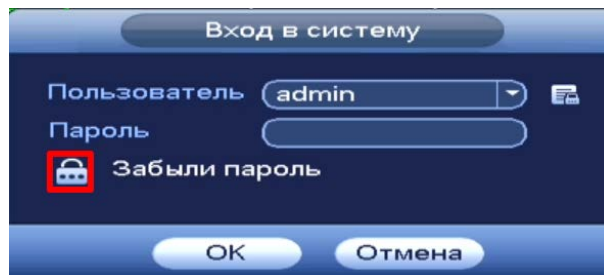 Вход в систему
Пользователь admin
Пароль
Забыли пароль
OK Отмена